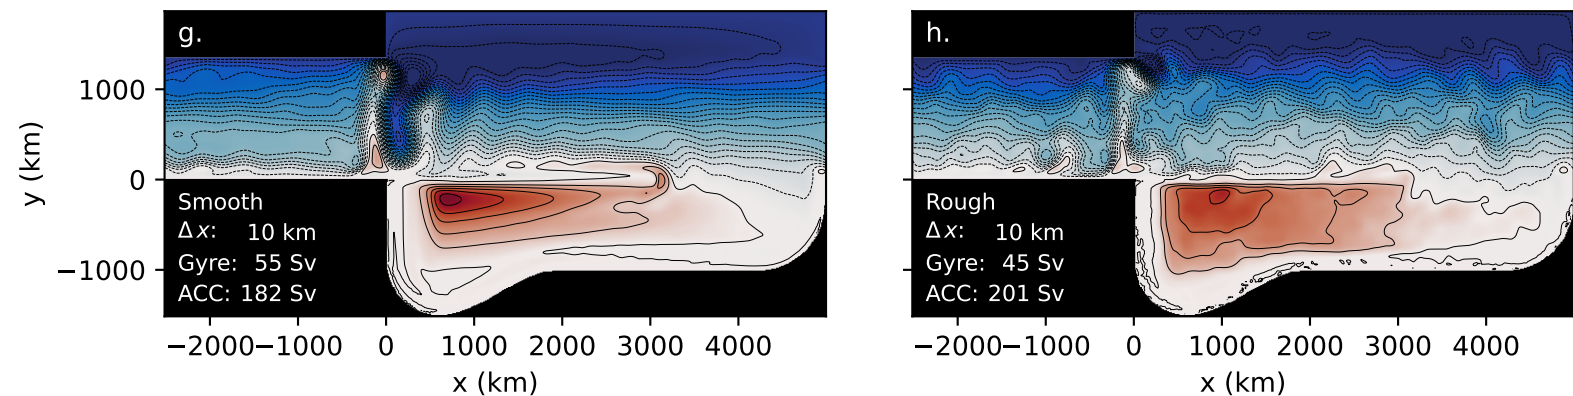 g.
1000
0
−1000
y (km)
Smooth
Δx: 10 km
Gyre: 55 Sv
ACC: 182 Sv
−2000 −1000 0 1000 2000 3000 4000
x (km)
h.
Rough
Δx: 10 km
Gyre: 45 Sv
ACC: 201 Sv
−2000 −1000 0 1000 2000 3000 4000
x (km)